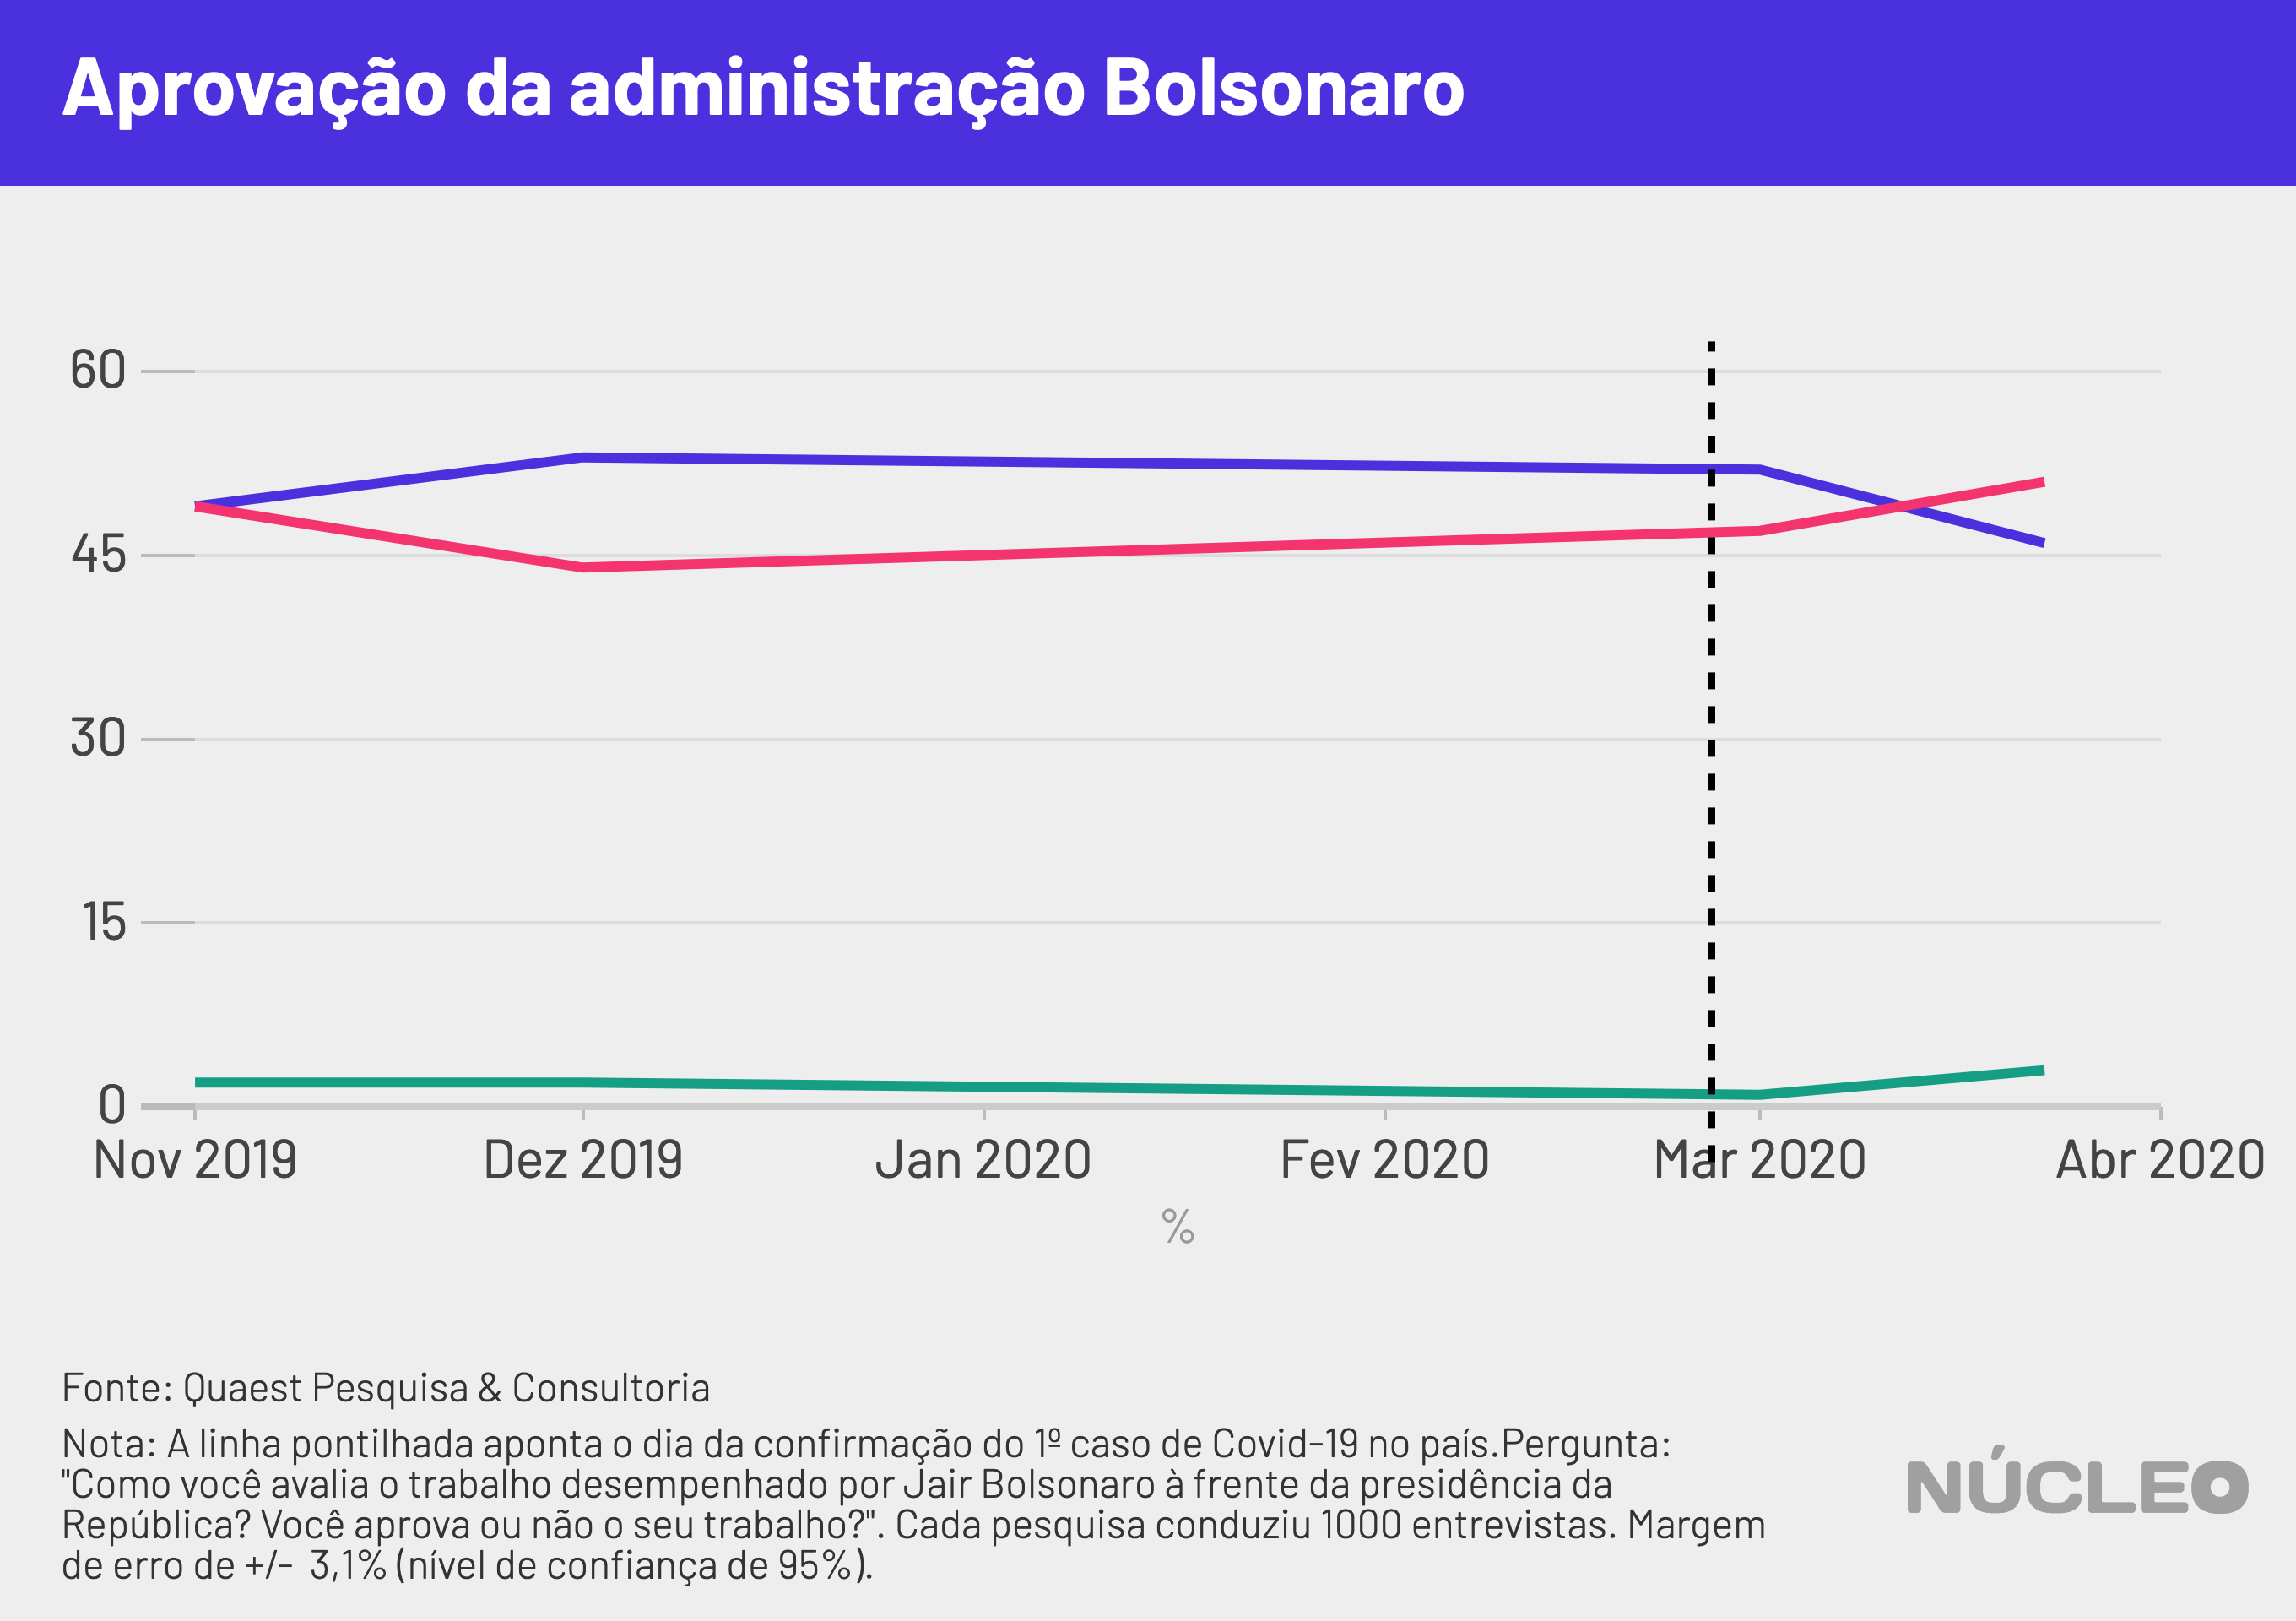 Aprovação da administração Bolsonaro
60
45
30
15
0
Nov 2019 Dez 2019 Jan 2020 Fev 2020 Mar 2020 Abr 2020
%
Fonte: Quaest Pesquisa & Consultoria
Nota: A linha pontilhada aponta o dia da confirmação do 1º caso de Covid-19 no país.Pergunta:
"Como você avalia o trabalho desempenhado por Jair Bolsonaro à frente da presidência da
República? Você aprova ou não o seu trabalho?". Cada pesquisa conduziu 1000 entrevistas. Margem
de erro de +/-  3,1% (nível de confiança de 95%).
NÚCLEO